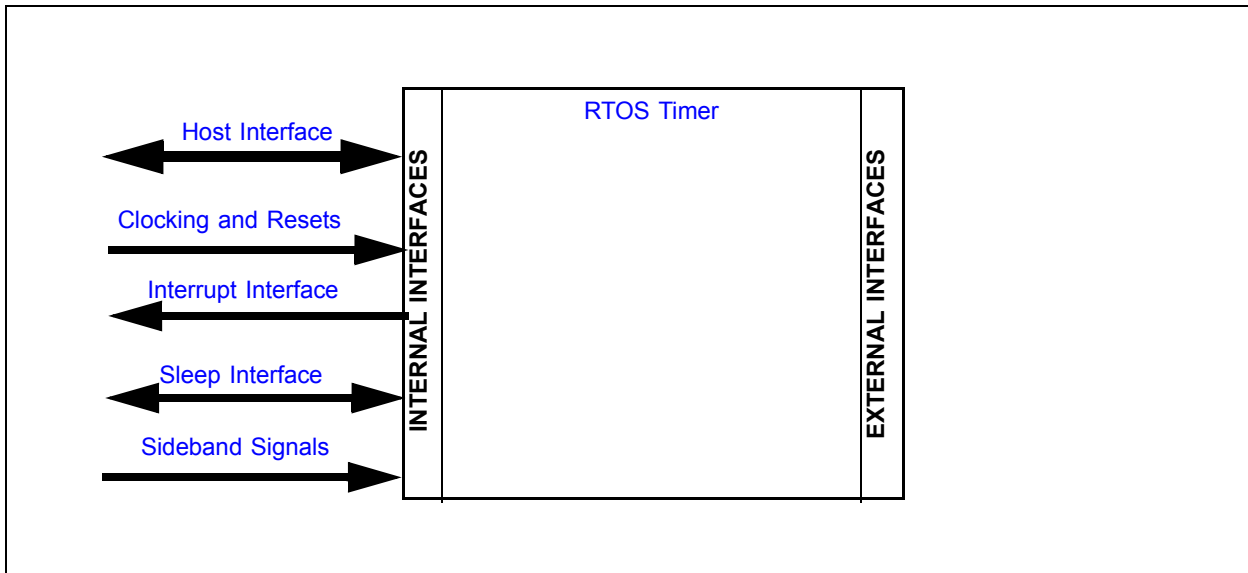 RTOS Timer
Host Interface
Clocking and Resets
Interrupt Interface
Sleep Interface
Sideband Signals
INTERNAL INTERFACES
EXTERNAL INTERFACES